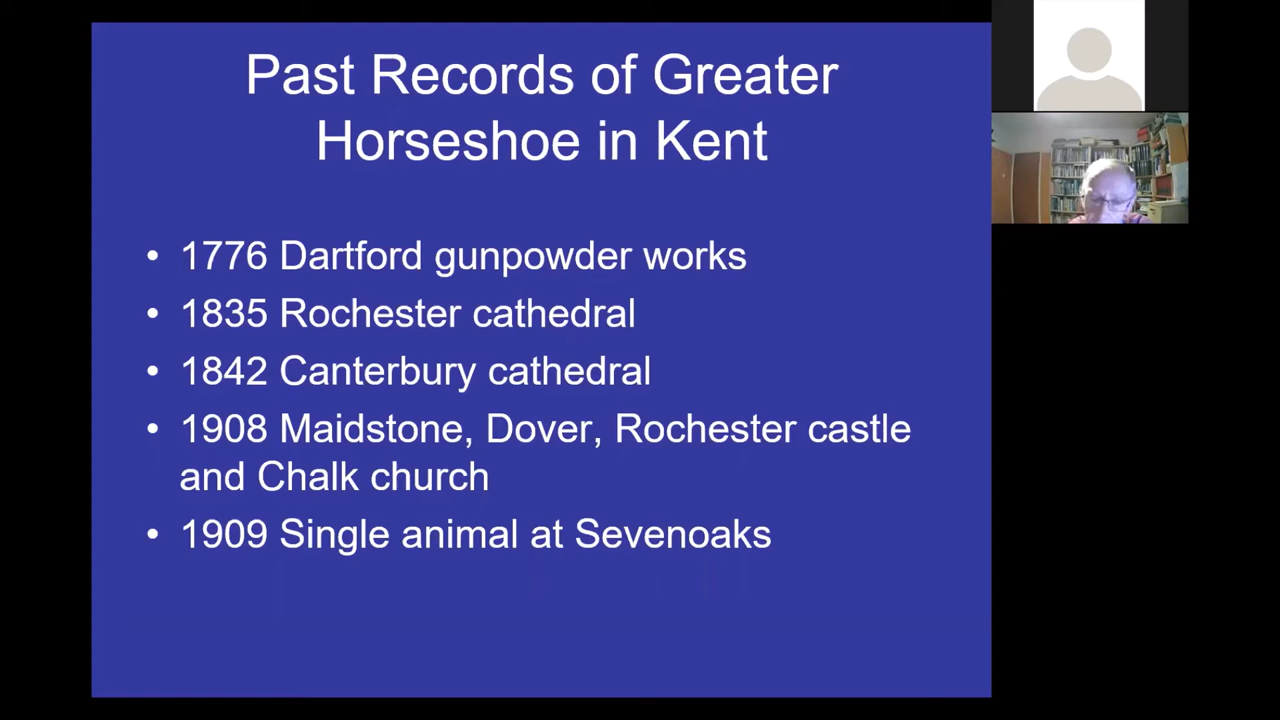 Past Records of Greater
Horseshoe in Kent
• 1776 Dartford gunpowder works
• 1835 Rochester cathedral
• 1842 Canterbury cathedral
• 1908 Maidstone, Dover, Rochester castle
and Chalk church
• 1909 Single animal at Sevenoaks